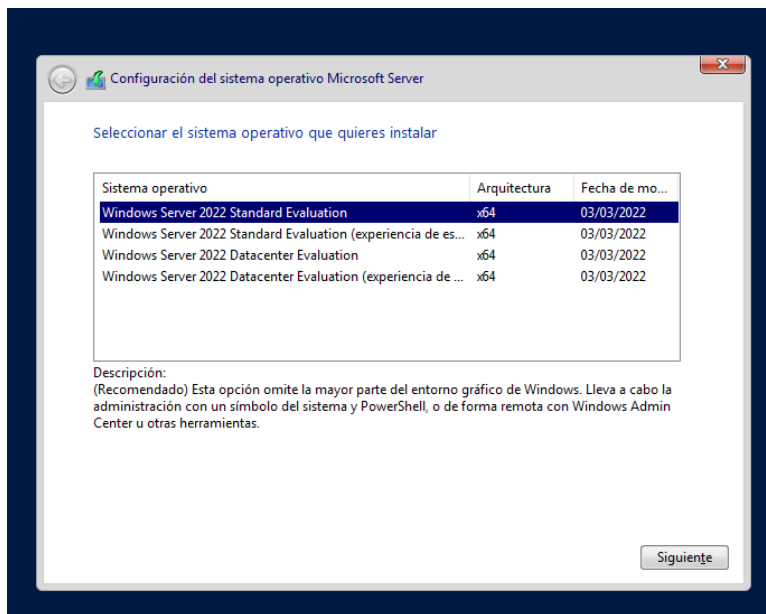 Configuración del sistema operativo Microsoft Server
Seleccionar el sistema operativo que quieres instalar
Sistema operativo Arquitectura Fecha de mo...
Windows Server 2022 Standard Evaluation x64 03/03/2022
Windows Server 2022 Standard Evaluation (experiencia de es... x64 03/03/2022
Windows Server 2022 Datacenter Evaluation x64 03/03/2022
Windows Server 2022 Datacenter Evaluation (experiencia de ... x64 03/03/2022
Descripción:
(Recomendado) Esta opción omite la mayor parte del entorno gráfico de Windows. Lleva a cabo la
administración con un símbolo del sistema y PowerShell, o de forma remota con Windows Admin
Center u otras herramientas.
Siguiente